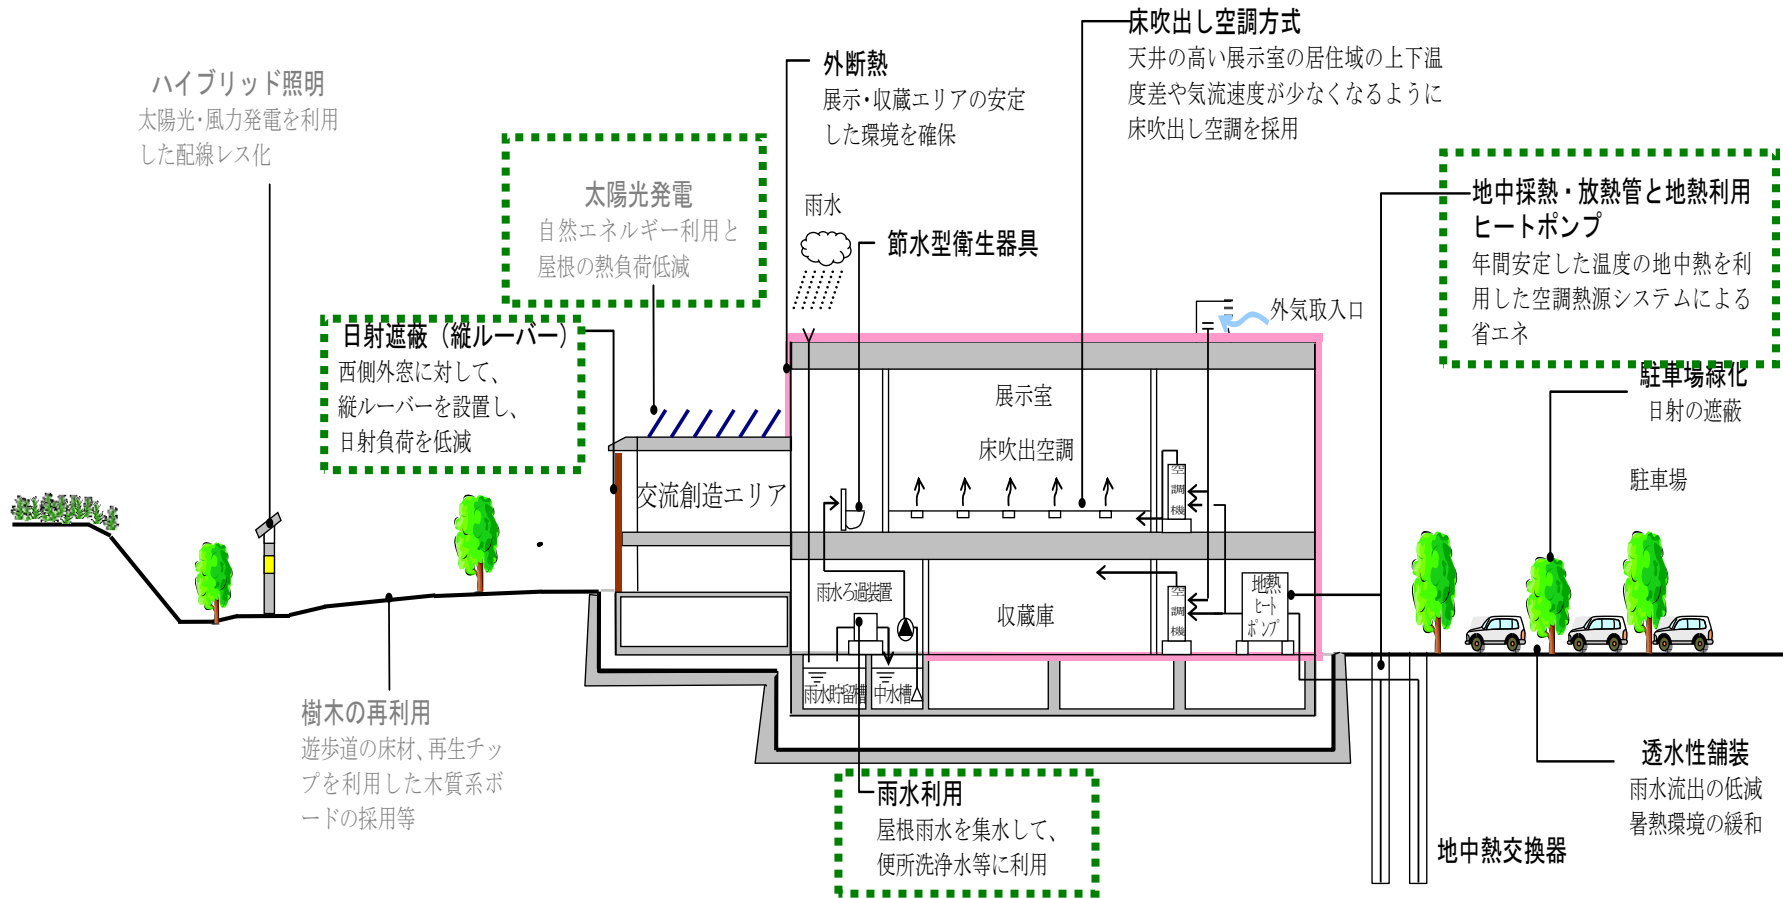 床吹出し空調方式
天井の高い展示室の居住域の上下温
度差や気流速度が少なくなるように
床吹出し空調を採用
外断熱
展示・収蔵エリアの安定
した環境を確保
ハイブリッド照明
太陽光・風力発電を利用
した配線レス化
太陽光発電
自然エネルギー利用と
屋根の熱負荷低減
雨水
節水型衛生器具
地中採熱・放熱管と地熱利用
ヒートポンプ
年間安定した温度の地中熱を利
用した空調熱源システムによる
省エネ
外気取入口
日射遮蔽（縦ルーバー）
西側外窓に対して、
縦ルーバーを設置し、
日射負荷を低減
駐車場緑化
日射の遮蔽
駐車場
展示室
床吹出空調
交流創造エリア
空
調
機
雨水ろ過装置
収蔵庫
空
調
機
地熱
ヒート
ポンプ
雨水貯留槽
中水槽
樹木の再利用
遊歩道の床材、再生チッ
プを利用した木質系ボ
ードの採用等
雨水利用
屋根雨水を集水して、
便所洗浄水等に利用
透水性舗装
雨水流出の低減
暑熱環境の緩和
地中熱交換器